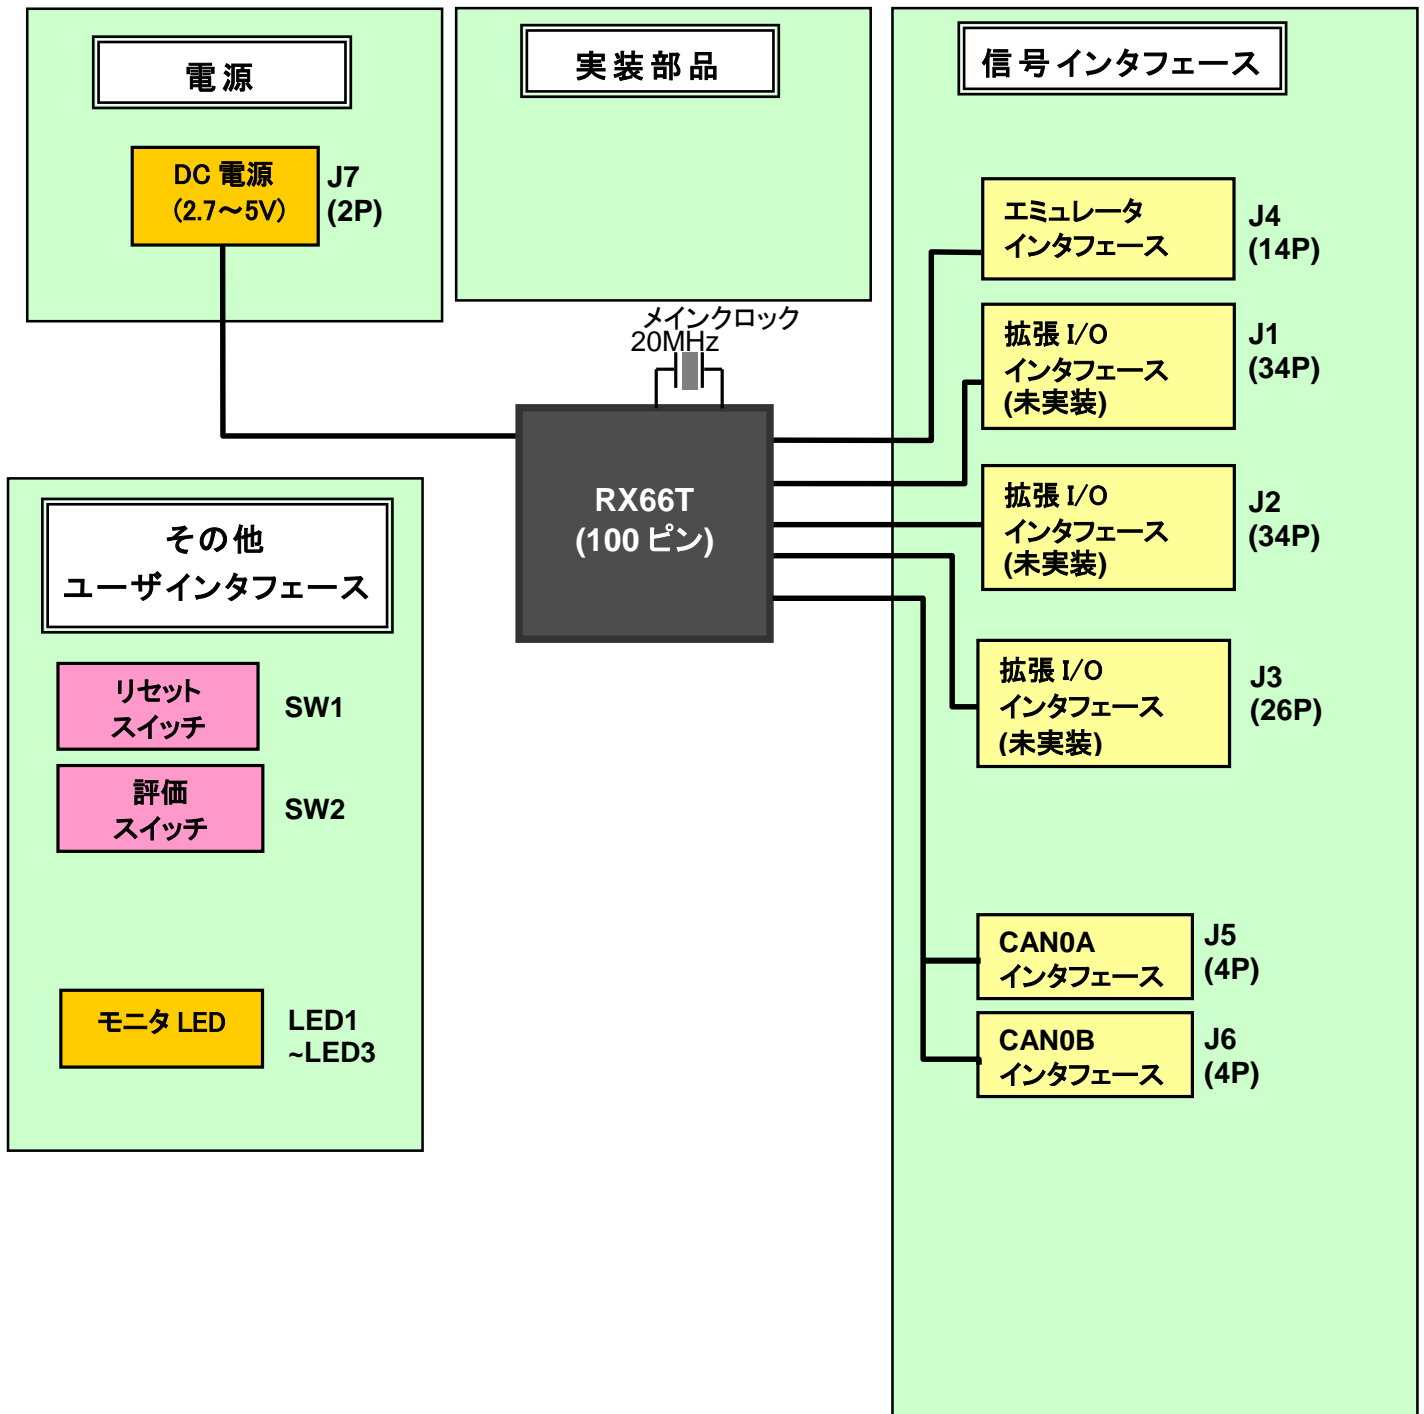 電源
DC 電源
(2.7～5V)
J7
(2P)
実装部品
信号インタフェース
エミュレータ
インタフェース
J4
(14P)
拡張 I/O
インタフェース
(未実装)
J1
(34P)
拡張 I/O
インタフェース
(未実装)
J2
(34P)
拡張 I/O
インタフェース
(未実装)
J3
(26P)
CAN0A
インタフェース
J5
(4P)
CAN0B
インタフェース
J6
(4P)
メインクロック
20MHz
RX66T
(100 ピン)
その他
ユーザインタフェース
リセット
スイッチ
SW1
評価
スイッチ
SW2
モニタ LED
LED1
~LED3